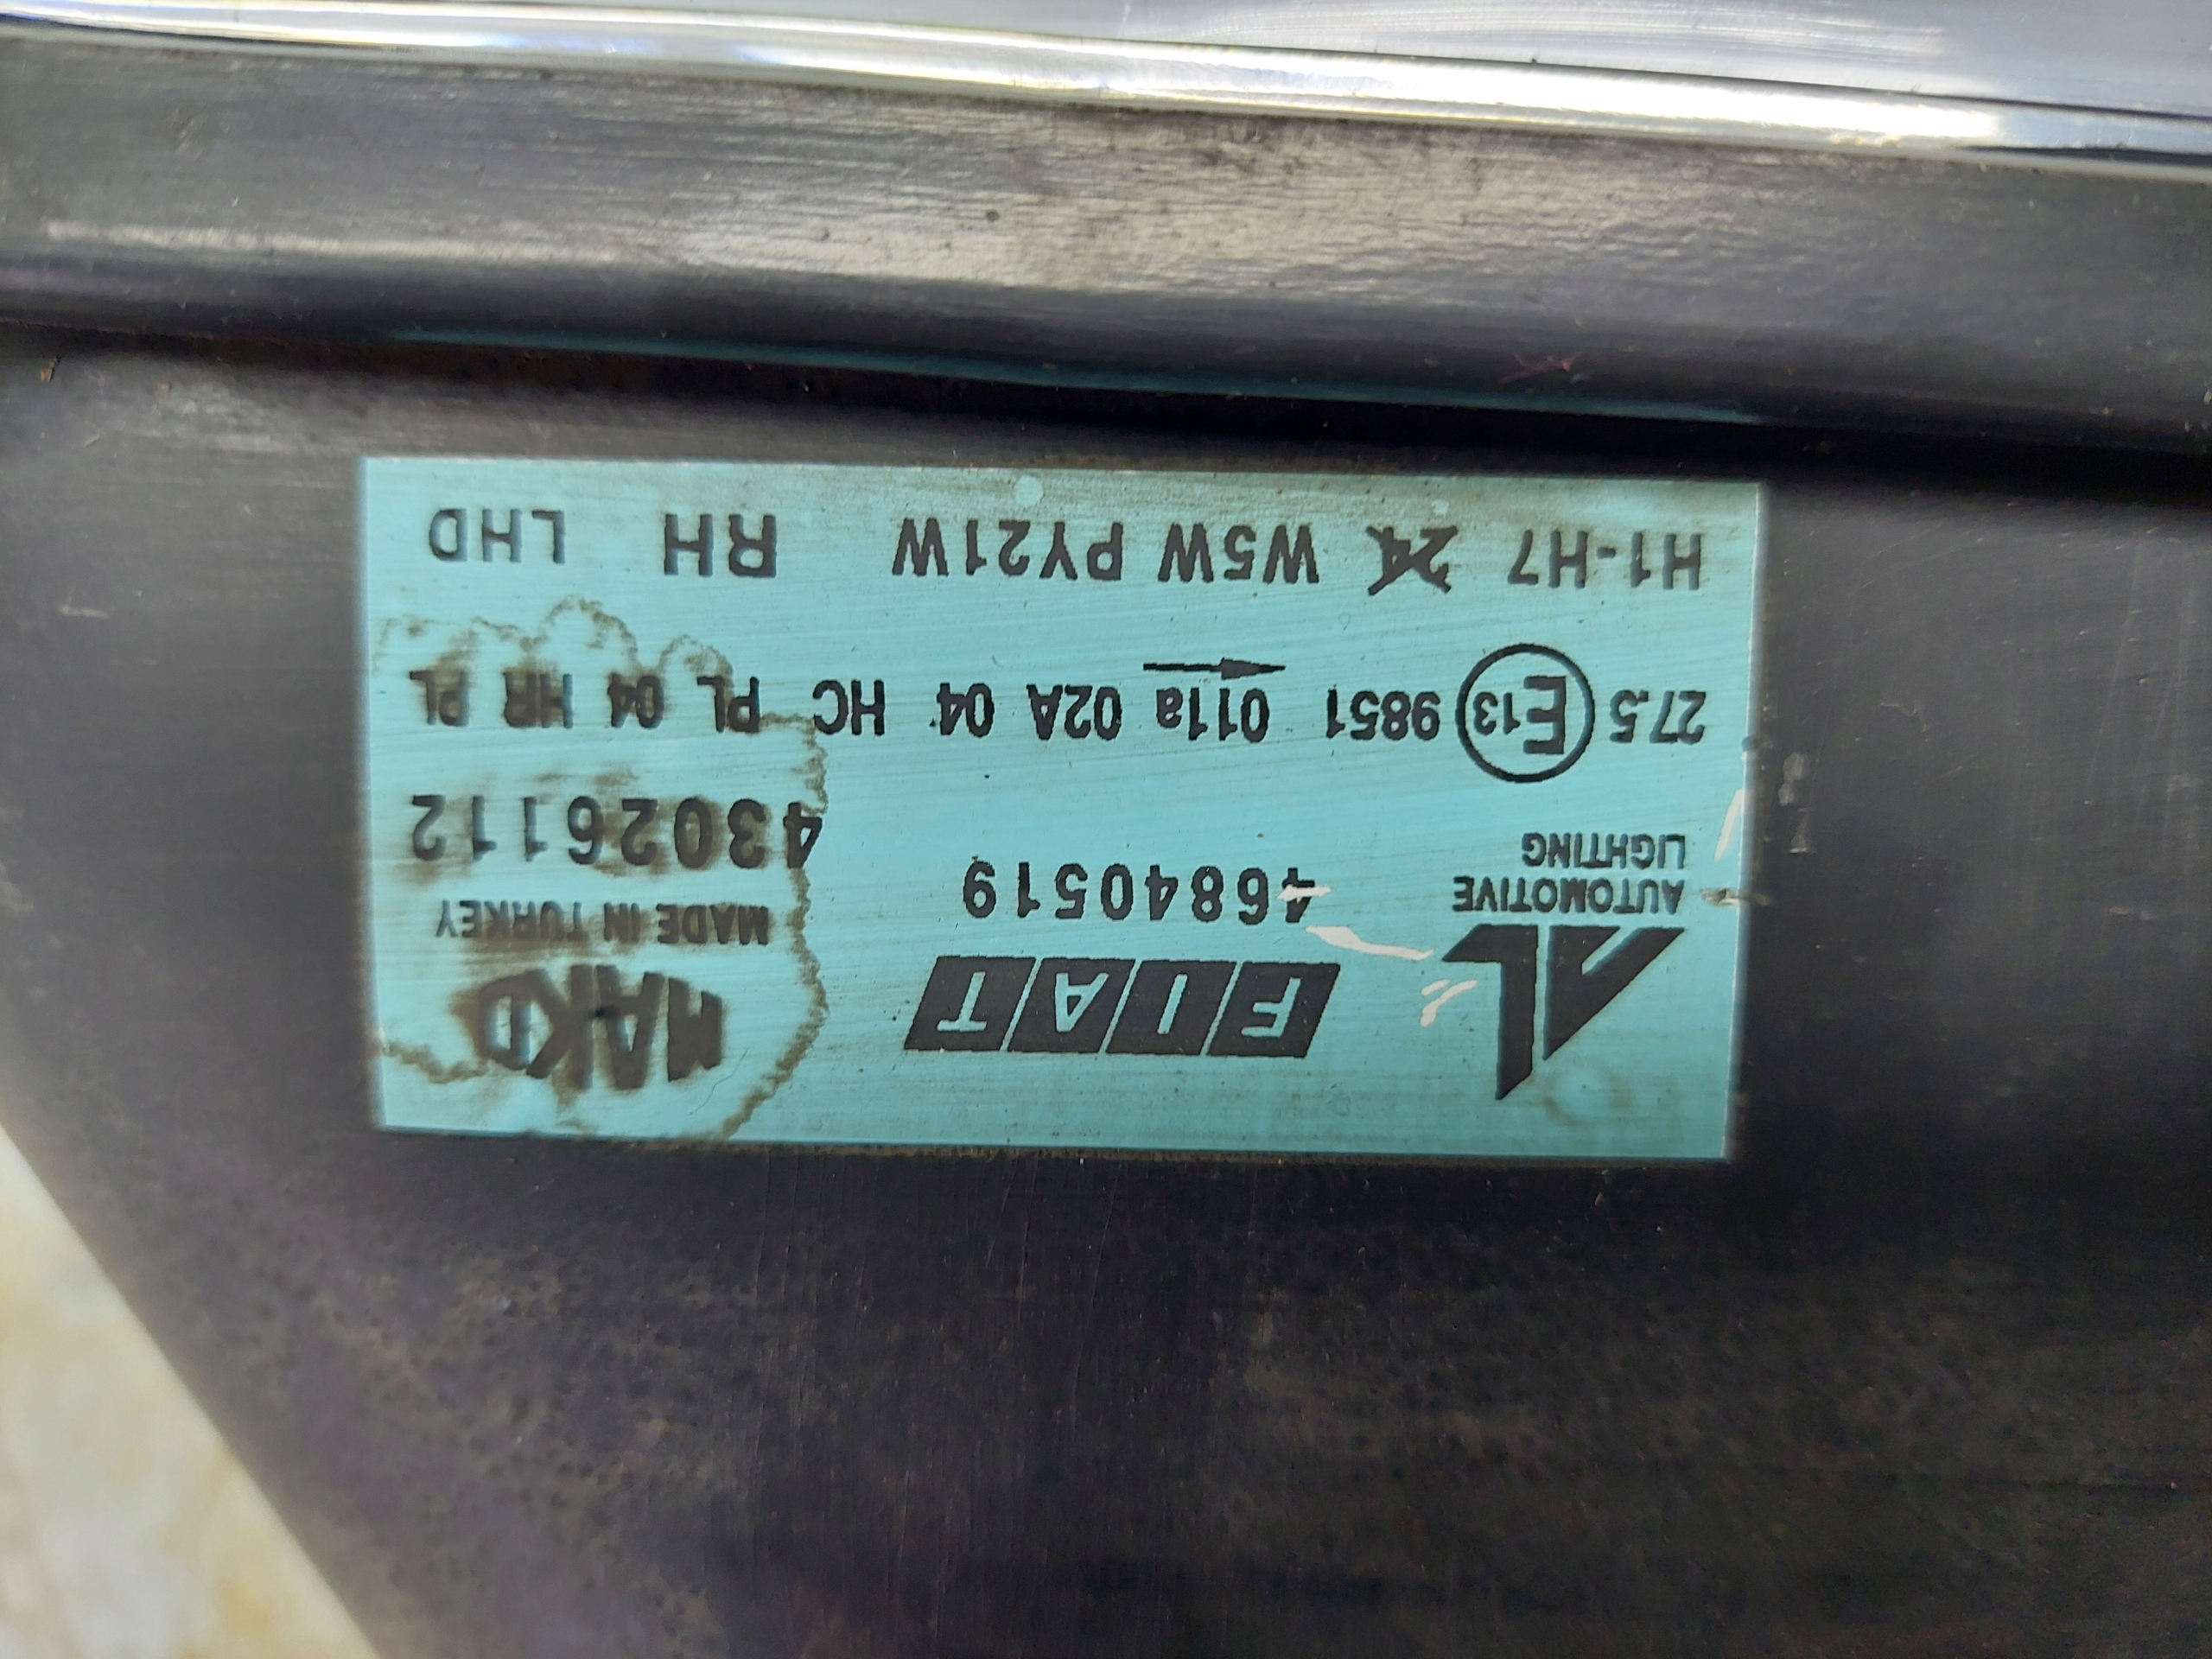 AL FIAT MAKO
AUTOMOTIVE LIGHTING 46840519 MADE IN TURKEY
43026112
27.5 E13 9851 011a 02A 04 HC PL 04 HR PL
H1-H7 24 W5W PY21W RH LHD